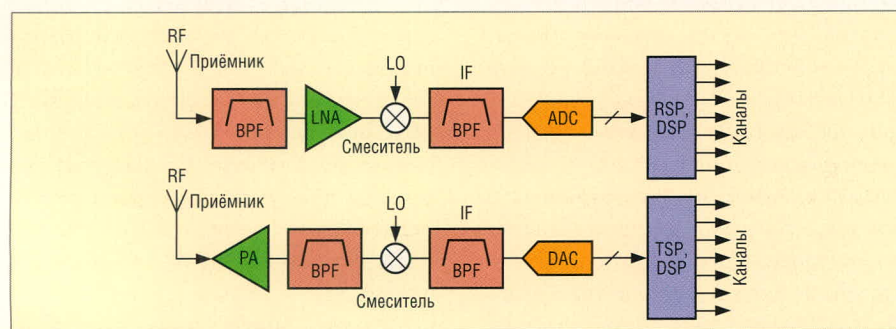 RF
Приёмник
LO
IF
BPF
LNA
BPF
ADC
RSP,
DSP
Каналы
Смеситель
RF
Приёмник
LO
IF
PA
BPF
BPF
DAC
TSP,
DSP
Каналы
Смеситель